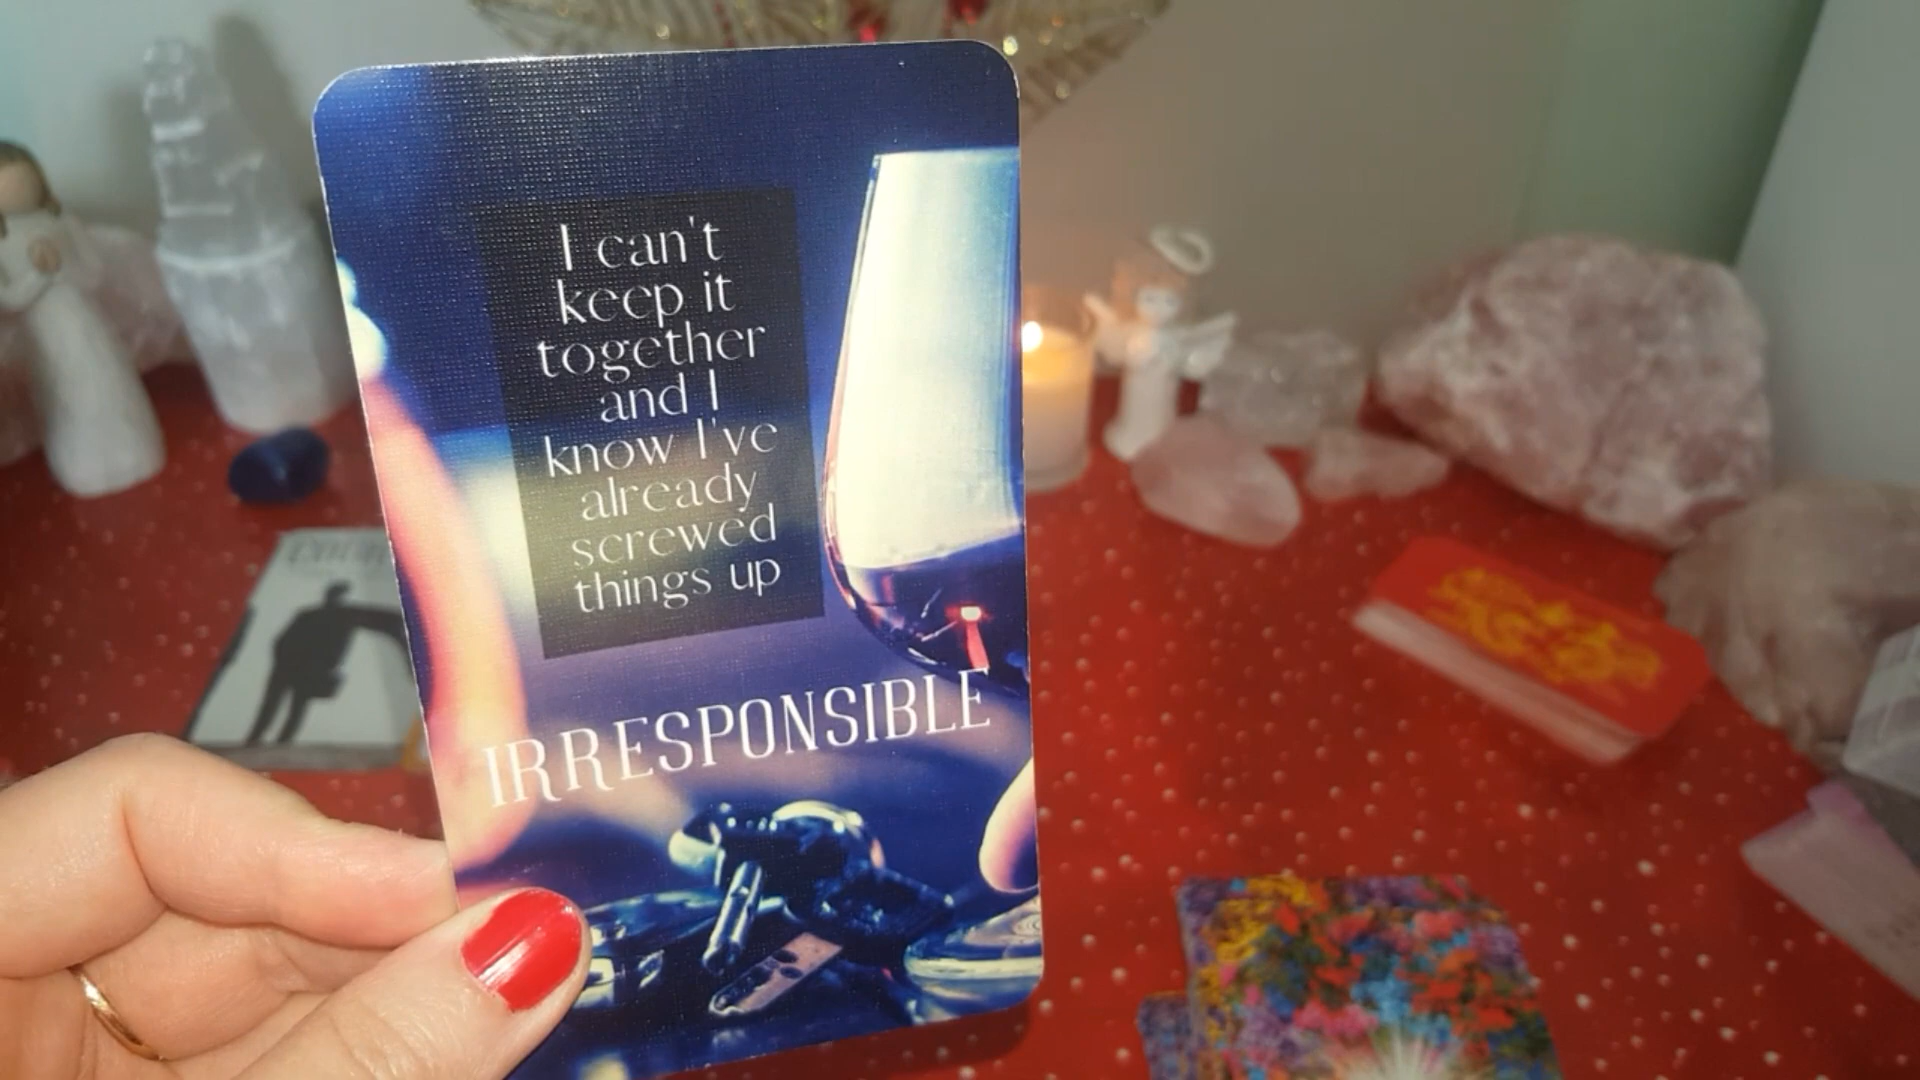 I can't
keep it
together
and I
know I've
already
screwed
things up
IRRESPONSIBLE